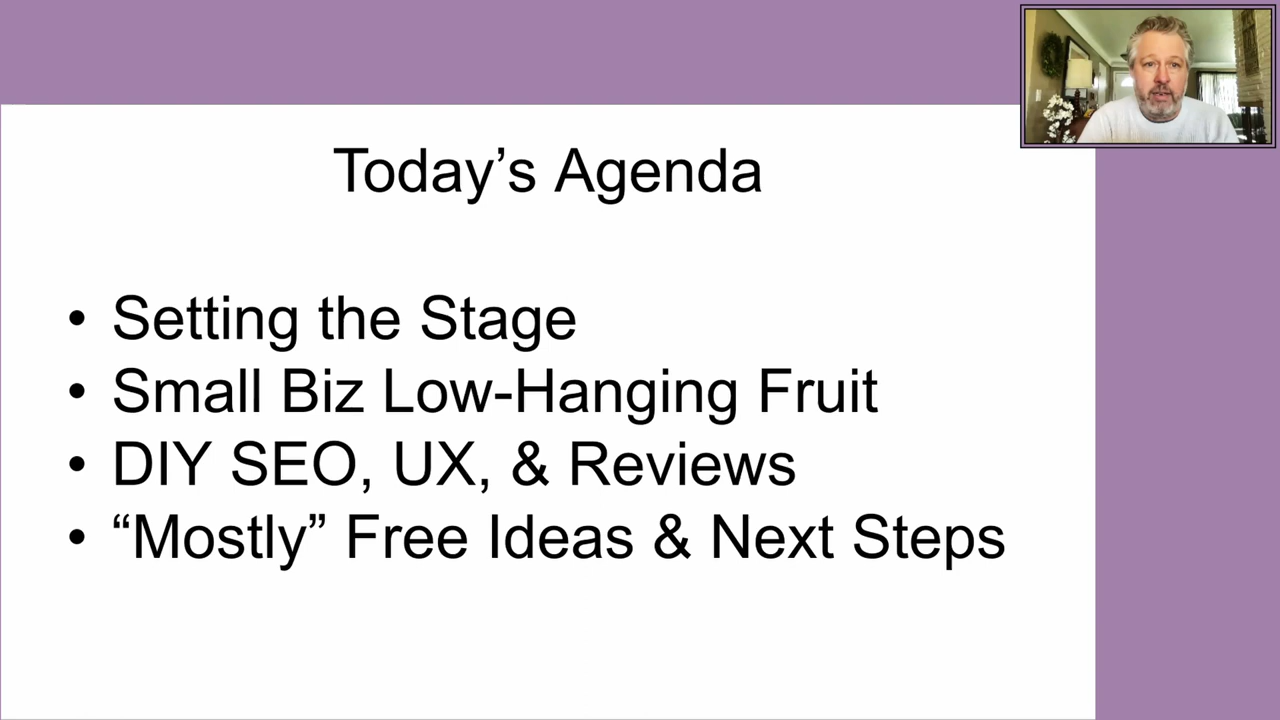 Today’s Agenda
• Setting the Stage
• Small Biz Low-Hanging Fruit
• DIY SEO, UX, & Reviews
• “Mostly” Free Ideas & Next Steps